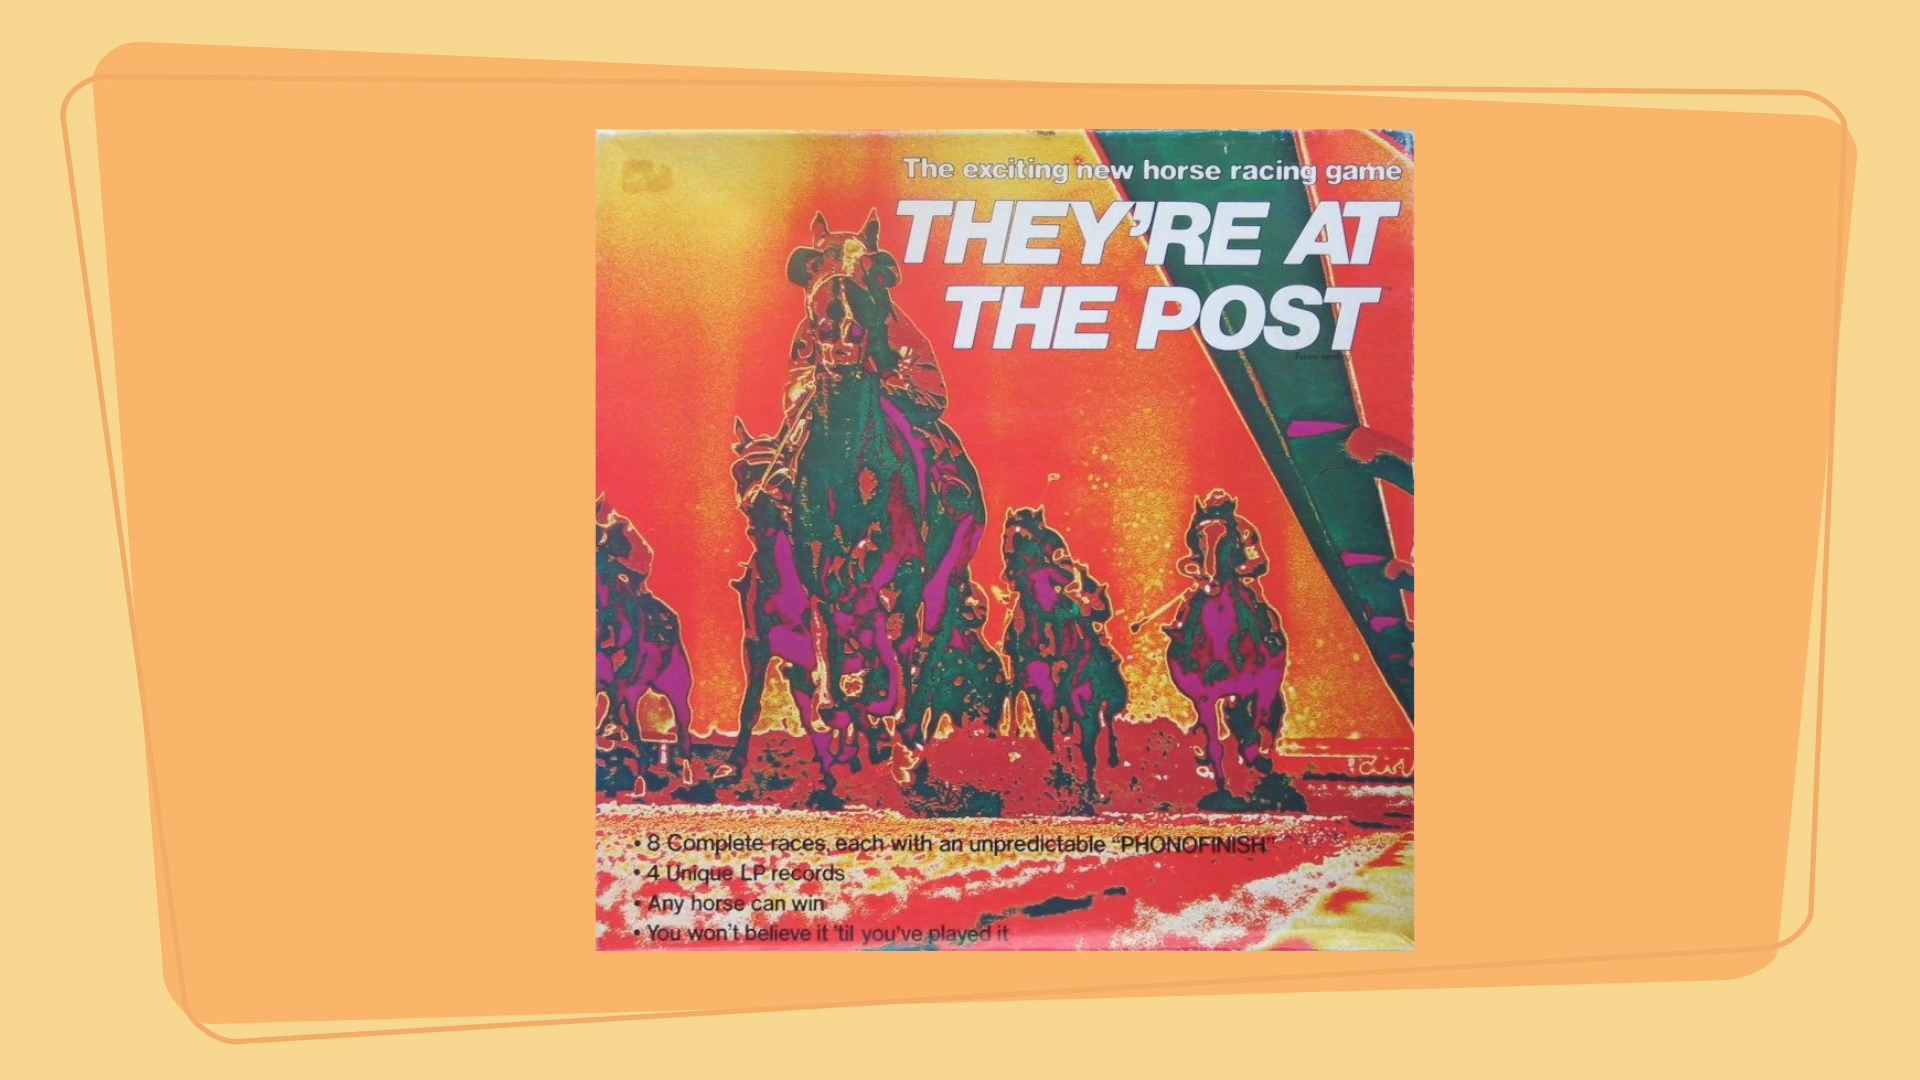 The exciting new horse racing game
THEY'RE AT
THE POST
• 8 Complete races, each with an unpredictable "PHONOFINISH"
• 4 Unique LP records
• Any horse can win
• You won't believe it 'til you've played it